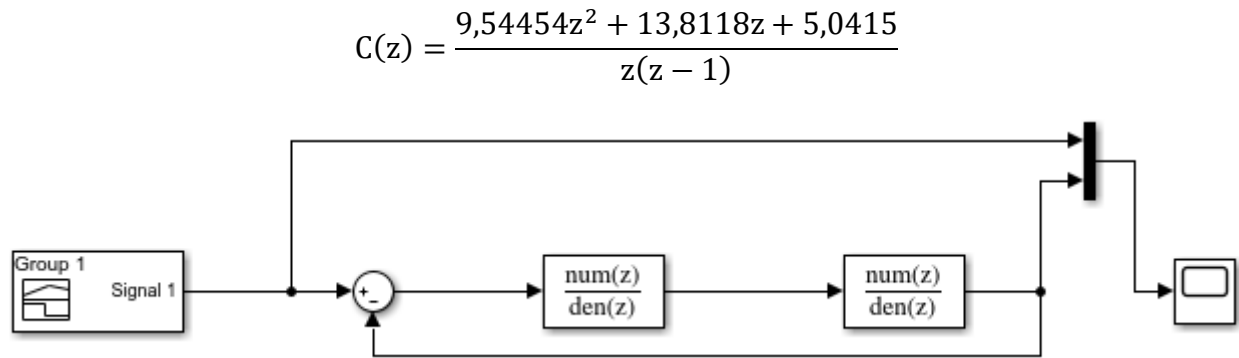 C(z) = 9,54454z² + 13,8118z + 5,0415 / z(z − 1)
Group 1
Signal 1
+
−
num(z)
den(z)
num(z)
den(z)